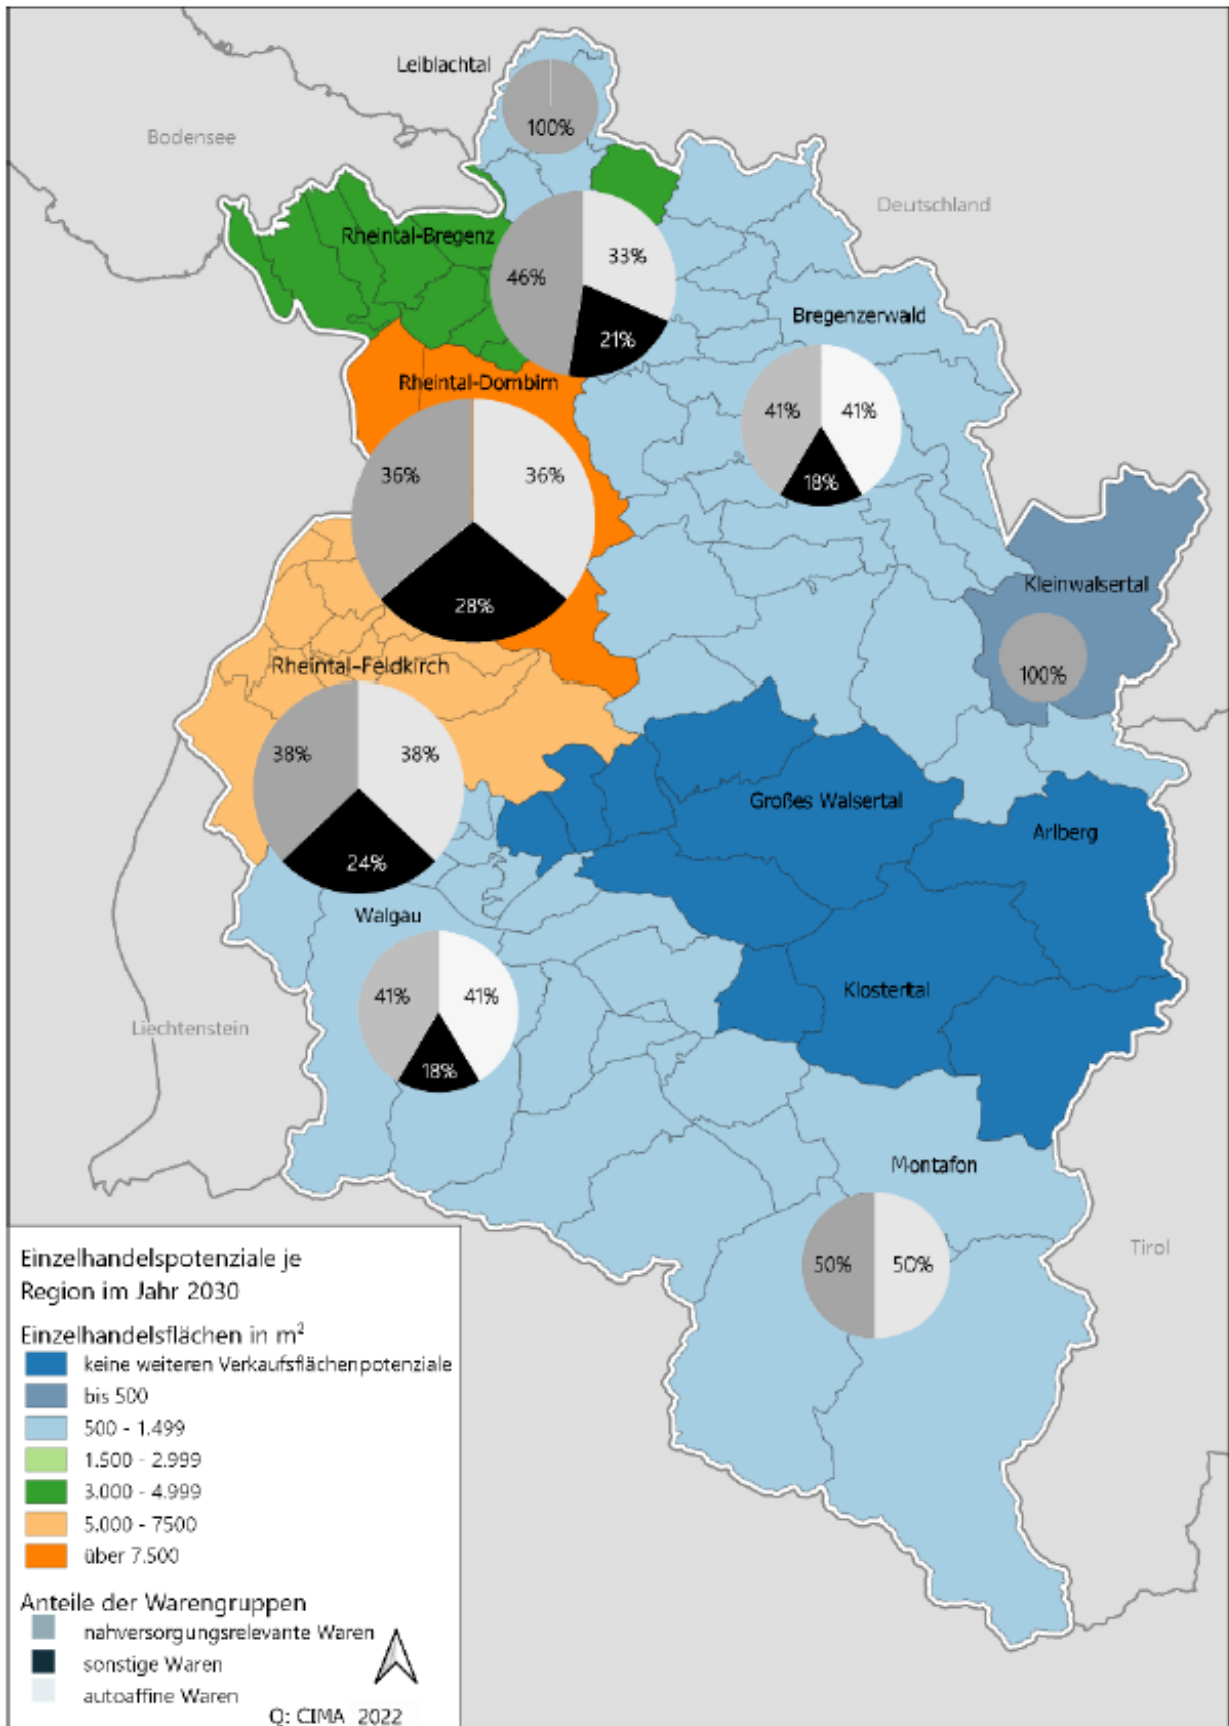 Leiblachtal
100%
Bodensee
Deutschland
Rheintal-Bregenz
46%
33%
21%
Bregenzerwald
41%
41%
18%
Rheintal-Dornbirn
36%
36%
28%
Kleinwalsertal
100%
Rheintal-Feldkirch
38%
38%
24%
Großes Walsertal
Arlberg
Walgau
41%
41%
18%
Klostertal
Liechtenstein
Montafon
50%
50%
Tirol
Einzelhandelspotenziale je
Region im Jahr 2030
Einzelhandelsflächen in m²
keine weiteren Verkaufsflächenpotenziale
bis 500
500 - 1.499
1.500 - 2.999
3.000 - 4.999
5.000 - 7500
über 7.500
Anteile der Warengruppen
nahversorgungsrelevante Waren
sonstige Waren
autoaffine Waren
Q: CIMA 2022